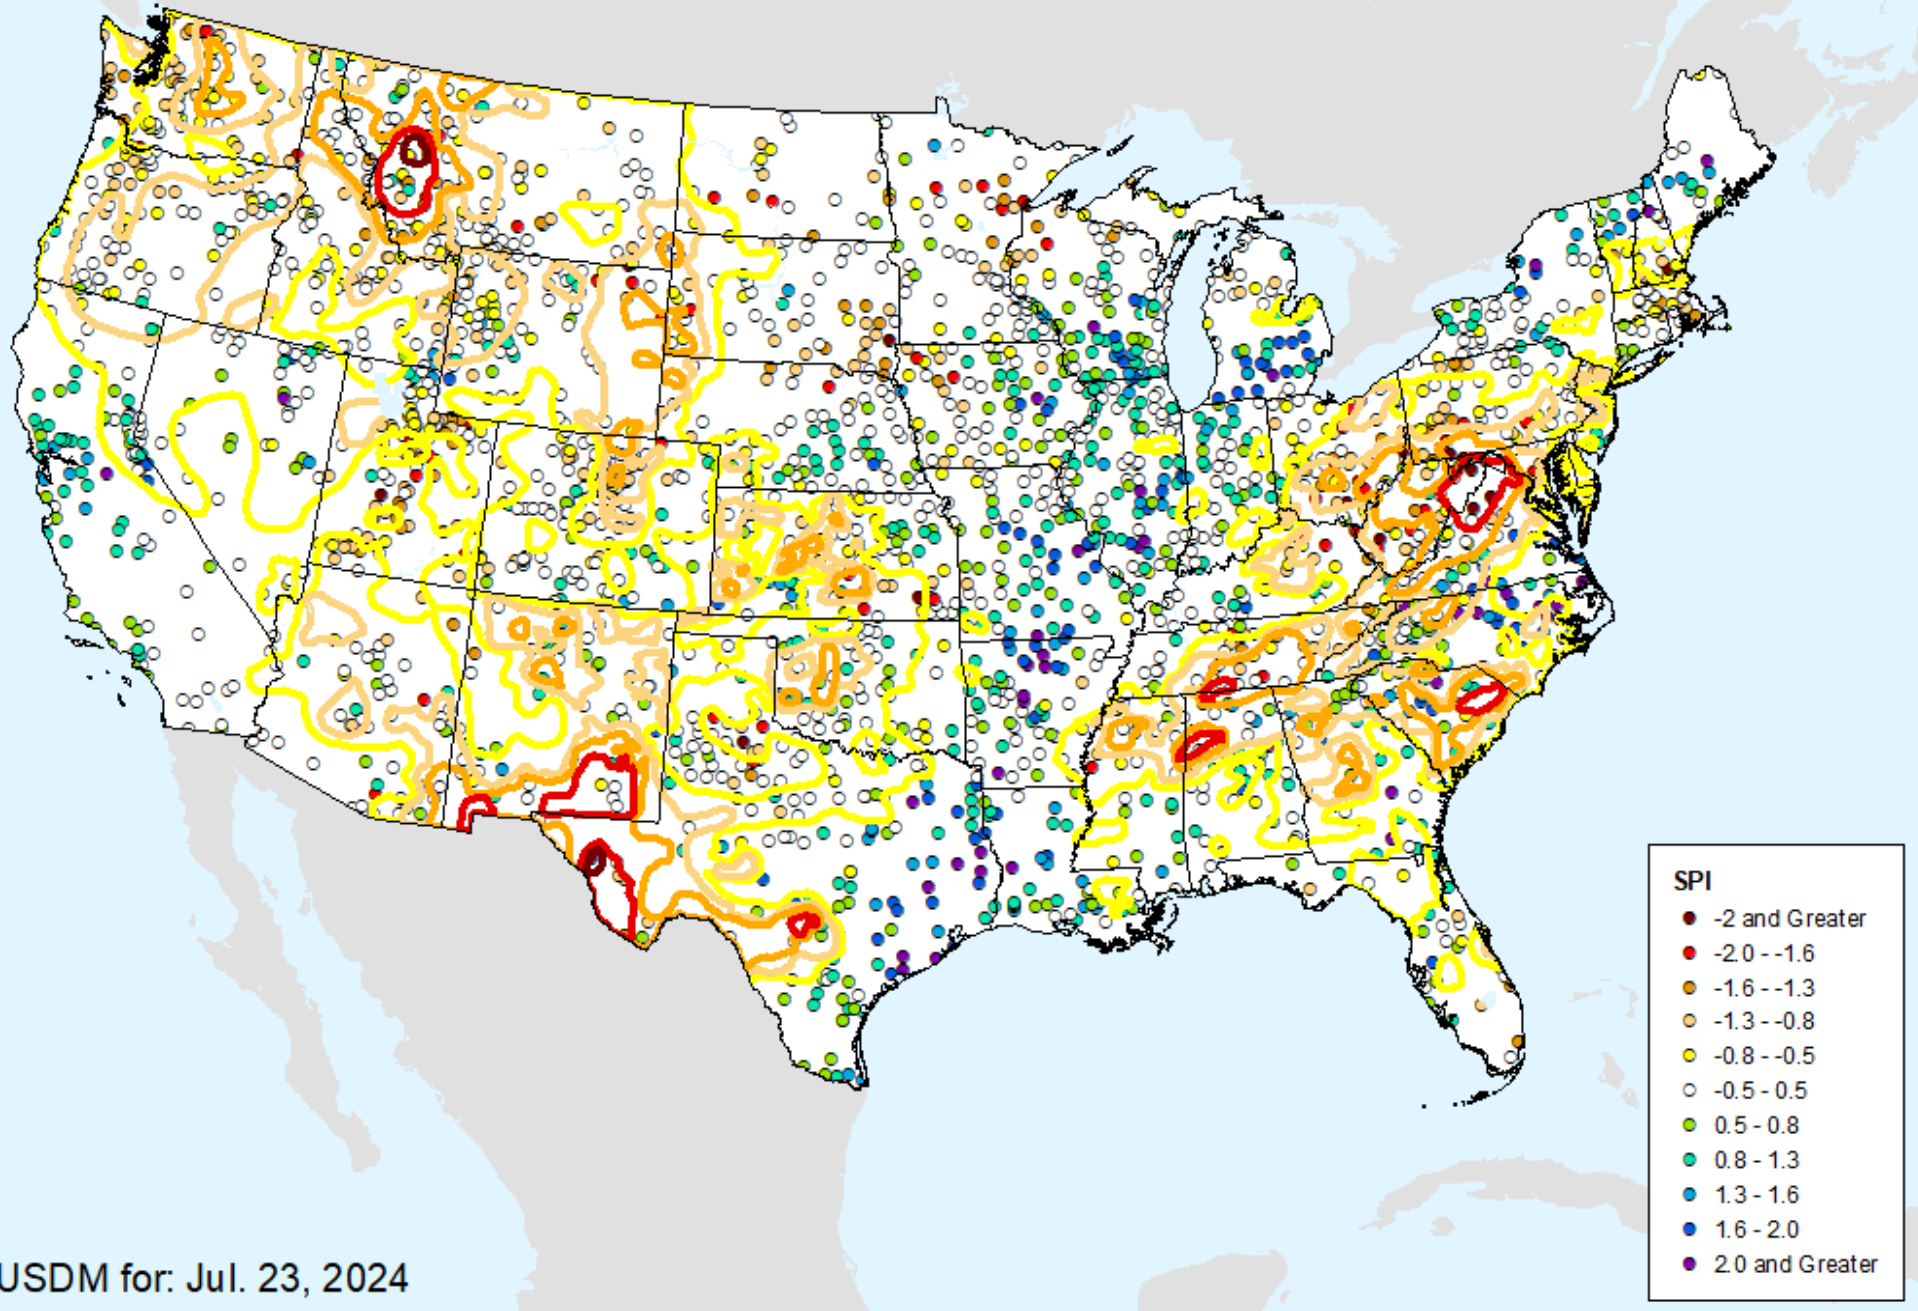 SPI
-2 and Greater
-2.0 - -1.6
-1.6 - -1.3
-1.3 - -0.8
-0.8 - -0.5
-0.5 - 0.5
0.5 - 0.8
0.8 - 1.3
1.3 - 1.6
1.6 - 2.0
2.0 and Greater
USDM for: Jul. 23, 2024